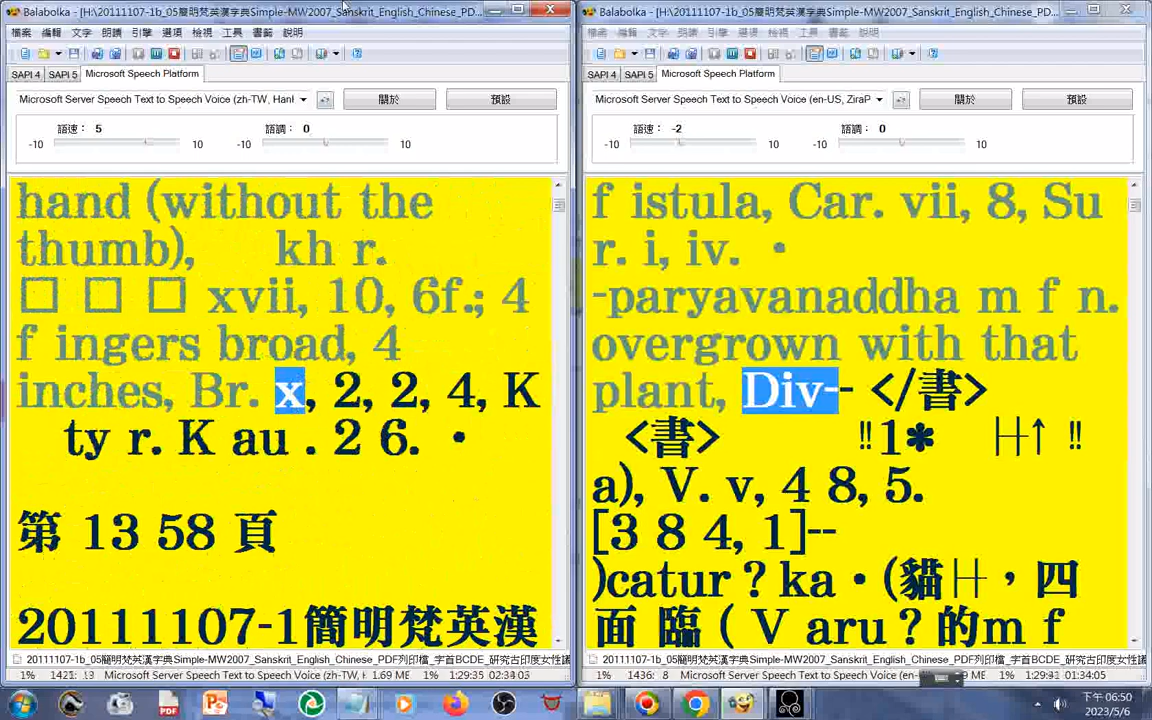 Balabolka - [H:\20111107-1b_05簡明梵英漢字典Simple-MW2007_Sanskrit_English_Chinese_PD...
檔案 編輯 文字 朗讀 引擎 選項 檢視 工具 書籤 說明
SAPI 4 SAPI 5 Microsoft Speech Platform
Microsoft Server Speech Text to Speech Voice (zh-TW, HanH
關於 預設
語速： 5 語調： 0
-10 10 -10 10
hand (without the
thumb), kh r.
□ □ □ xvii, 10, 6f.; 4
f ingers broad, 4
inches, Br. x, 2, 2, 4, K
ty r. K au . 2 6. •
第 13 58 頁
20111107-1簡明梵英漢
20111107-1b_05簡明梵英漢字典Simple-MW2007_Sanskrit_English_Chinese_PDF列印檔_字首BCDE_研究古印度女性議
1% 1421: 13 Microsoft Server Speech Text to Speech Voice (zh-TW, H 1.69 ME 1% 1:29:35 02:34:03
Balabolka - [H:\20111107-1b_05簡明梵英漢字典Simple-MW2007_Sanskrit_English_Chinese_PD...
檔案 編輯 文字 朗讀 引擎 選項 檢視 工具 書籤 說明
SAPI 4 SAPI 5 Microsoft Speech Platform
Microsoft Server Speech Text to Speech Voice (en-US, ZiraP
關於 預設
語速： -2 語調： 0
-10 10 -10 10
f istula, Car. vii, 8, Su
r. i, iv. •
-paryavanaddha m f n.
overgrown with that
plant, Div-- </書>
<書> ‼1✱ ├┤↑ ‼
a), V. v, 4 8, 5.
[3 8 4, 1]--
)catur ? ka • (貓├┤，四
面 臨 ( V aru ? 的m f
20111107-1b_05簡明梵英漢字典Simple-MW2007_Sanskrit_English_Chinese_PDF列印檔_字首BCDE_研究古印度女性議
1% 1436: 8 Microsoft Server Speech Text to Speech Voice (en-US, 9 ME 1% 1:29:41 01:34:05
下午 06:50
2023/5/6